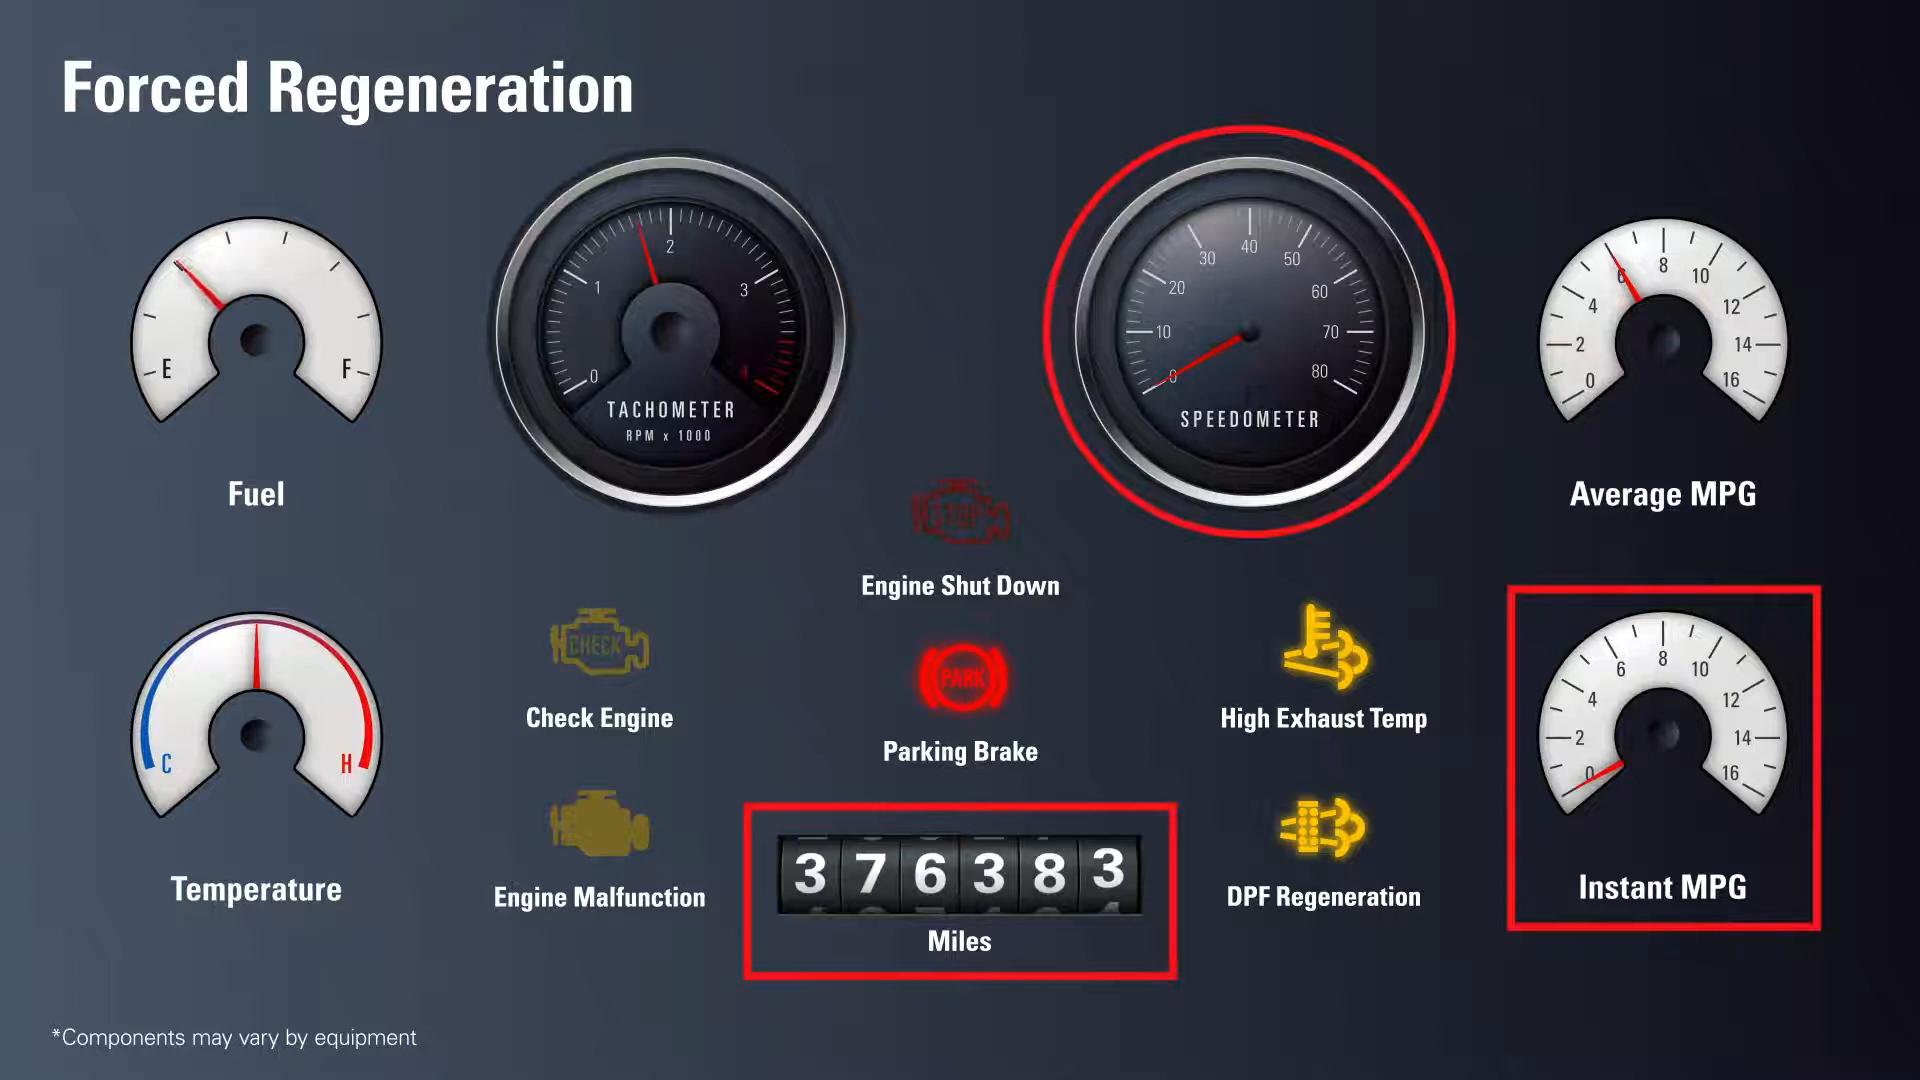 Forced Regeneration
E
F
Fuel
0
1
2
3
4
TACHOMETER
RPM x 1000
0
10
20
30
40
50
60
70
80
SPEEDOMETER
0
2
4
6
8
10
12
14
16
Average MPG
C
H
Temperature
CHECK
Check Engine
Engine Malfunction
STOP
Engine Shut Down
PARK
Parking Brake
376383
Miles
High Exhaust Temp
DPF Regeneration
0
2
4
6
8
10
12
14
16
Instant MPG
*Components may vary by equipment